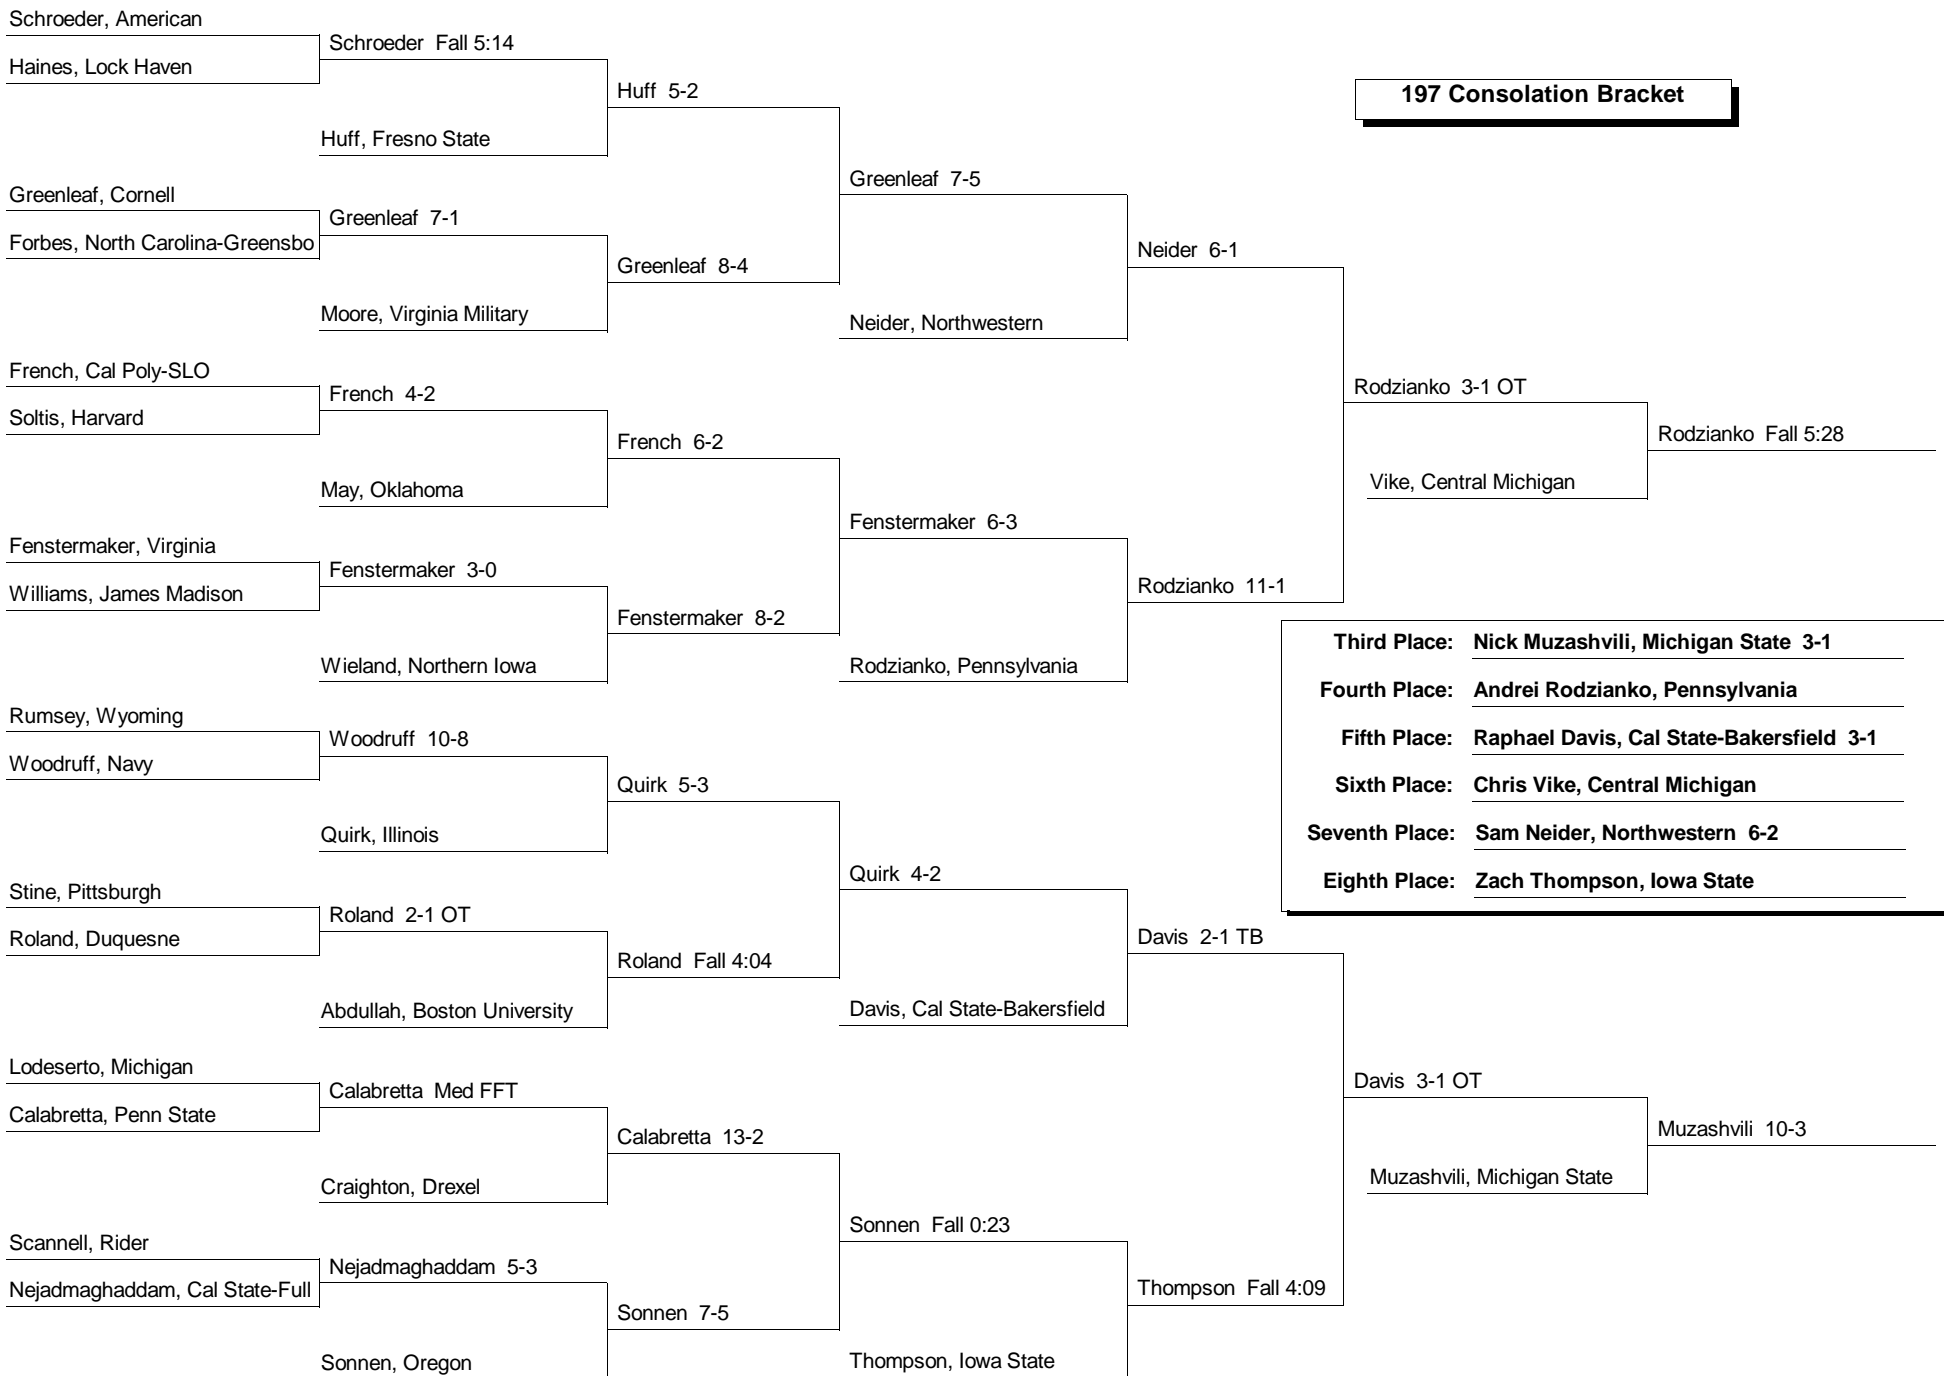 Schroeder, American
Schroeder  Fall 5:14
Haines, Lock Haven
Huff  5-2
197 Consolation Bracket
Huff, Fresno State
Greenleaf  7-5
Greenleaf, Cornell
Greenleaf  7-1
Forbes, North Carolina-Greensbo
Neider  6-1
Greenleaf  8-4
Moore, Virginia Military
Neider, Northwestern
French, Cal Poly-SLO
Rodzianko  3-1 OT
French  4-2
Soltis, Harvard
Rodzianko  Fall 5:28
French  6-2
Vike, Central Michigan
May, Oklahoma
Fenstermaker  6-3
Fenstermaker, Virginia
Fenstermaker  3-0
Rodzianko  11-1
Williams, James Madison
Fenstermaker  8-2
Third Place: Nick Muzashvili, Michigan State  3-1
Wieland, Northern Iowa
Rodzianko, Pennsylvania
Fourth Place: Andrei Rodzianko, Pennsylvania
Rumsey, Wyoming
Woodruff  10-8
Fifth Place: Raphael Davis, Cal State-Bakersfield  3-1
Woodruff, Navy
Quirk  5-3
Sixth Place: Chris Vike, Central Michigan
Quirk, Illinois
Seventh Place: Sam Neider, Northwestern  6-2
Quirk  4-2
Eighth Place: Zach Thompson, Iowa State
Stine, Pittsburgh
Roland  2-1 OT
Roland, Duquesne
Davis  2-1 TB
Roland  Fall 4:04
Abdullah, Boston University
Davis, Cal State-Bakersfield
Lodeserto, Michigan
Davis  3-1 OT
Calabretta  Med FFT
Calabretta, Penn State
Muzashvili  10-3
Calabretta  13-2
Muzashvili, Michigan State
Craighton, Drexel
Sonnen  Fall 0:23
Scannell, Rider
Nejadmaghaddam  5-3
Nejadmaghaddam, Cal State-Full
Thompson  Fall 4:09
Sonnen  7-5
Sonnen, Oregon
Thompson, Iowa State